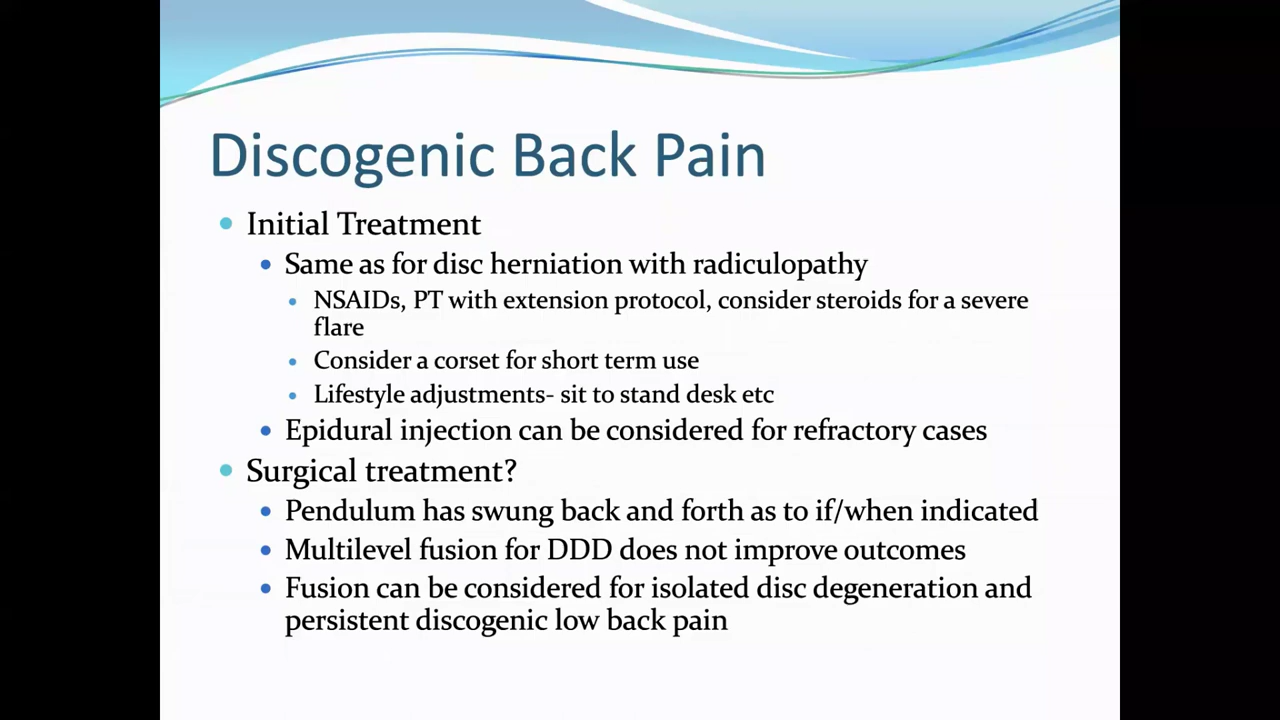 Discogenic Back Pain
• Initial Treatment
• Same as for disc herniation with radiculopathy
• NSAIDs, PT with extension protocol, consider steroids for a severe
flare
• Consider a corset for short term use
• Lifestyle adjustments- sit to stand desk etc
• Epidural injection can be considered for refractory cases
• Surgical treatment?
• Pendulum has swung back and forth as to if/when indicated
• Multilevel fusion for DDD does not improve outcomes
• Fusion can be considered for isolated disc degeneration and
persistent discogenic low back pain